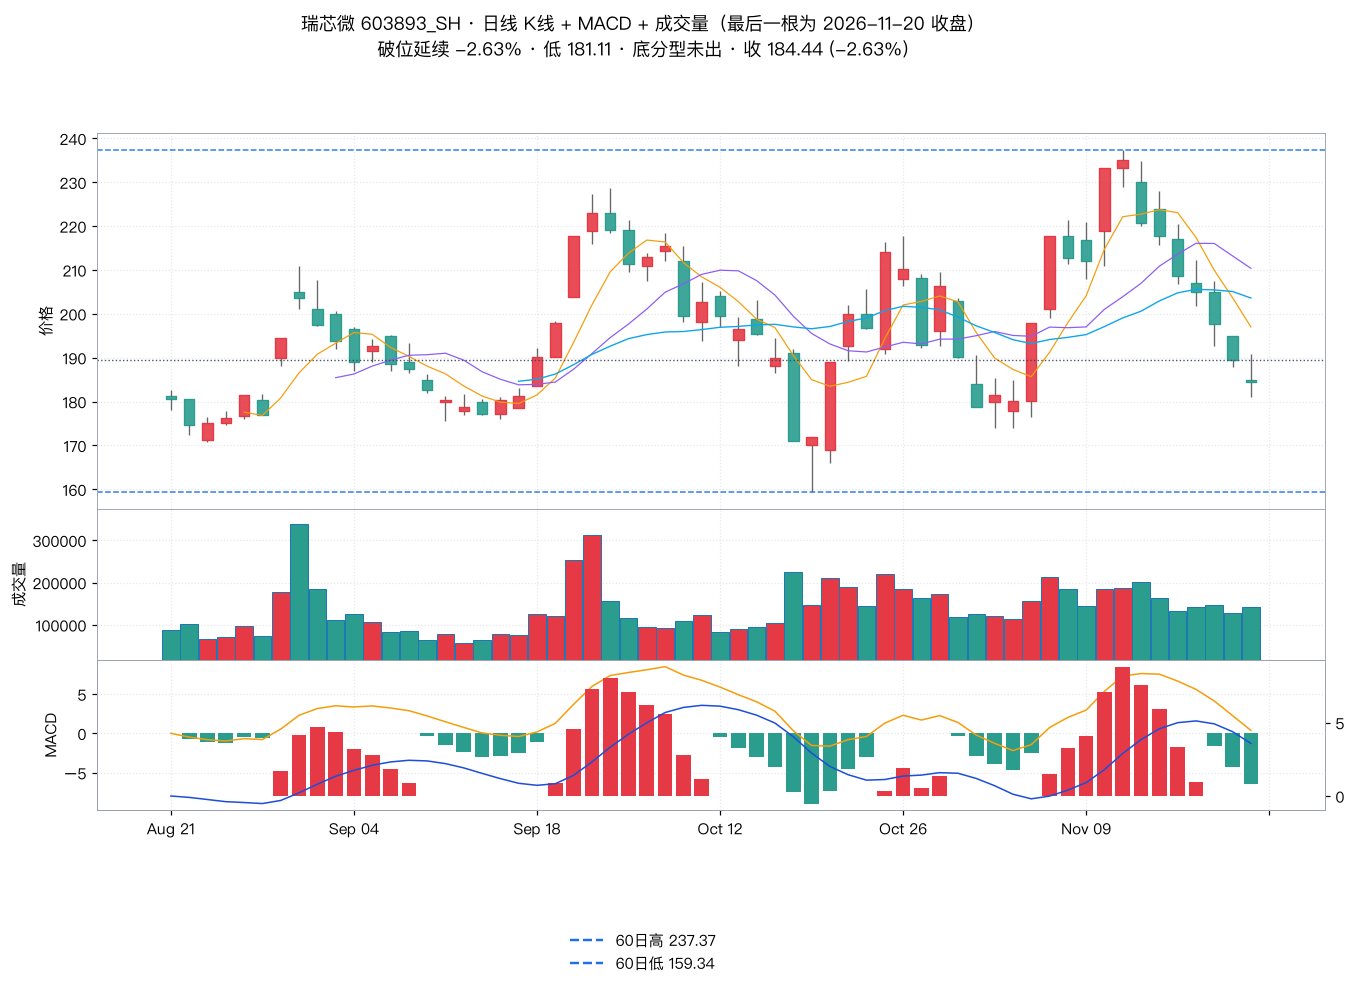 瑞芯微 603893_SH · 日线 K线 + MACD + 成交量（最后一根为 2026−11−20 收盘）
破位延续 −2.63% · 低 181.11 · 底分型未出 · 收 184.44 (−2.63%)
240
230
220
210
200
190
180
170
160
价格
300000
200000
100000
成交量
5
0
−5
MACD
5
0
Aug 21
Sep 04
Sep 18
Oct 12
Oct 26
Nov 09
60日高 237.37
60日低 159.34